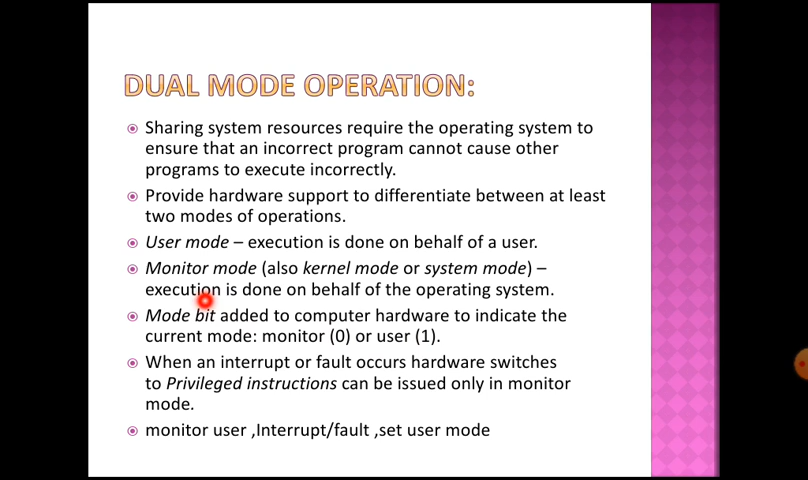 DUAL MODE OPERATION:
Sharing system resources require the operating system to
ensure that an incorrect program cannot cause other
programs to execute incorrectly.
Provide hardware support to differentiate between at least
two modes of operations.
User mode – execution is done on behalf of a user.
Monitor mode (also kernel mode or system mode) –
execution is done on behalf of the operating system.
Mode bit added to computer hardware to indicate the
current mode: monitor (0) or user (1).
When an interrupt or fault occurs hardware switches
to Privileged instructions can be issued only in monitor
mode.
monitor user ,Interrupt/fault ,set user mode